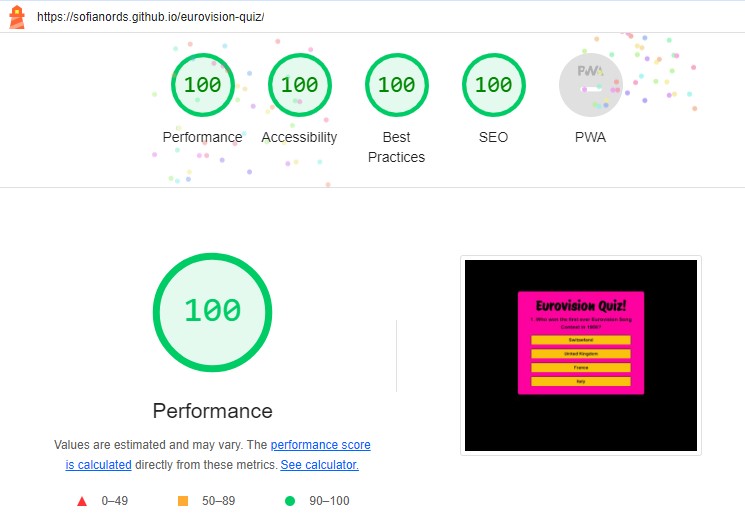 https://sofianords.github.io/eurovision-quiz/
100 100 100 100 PWA
Performance Accessibility Best Practices SEO PWA
100
Performance
Values are estimated and may vary. The performance score
is calculated directly from these metrics. See calculator.
0–49 50–89 90–100
Eurovision Quiz!
1. Who won the first ever Eurovision Song
Contest in 1956?
Switzerland
United Kingdom
France
Italy